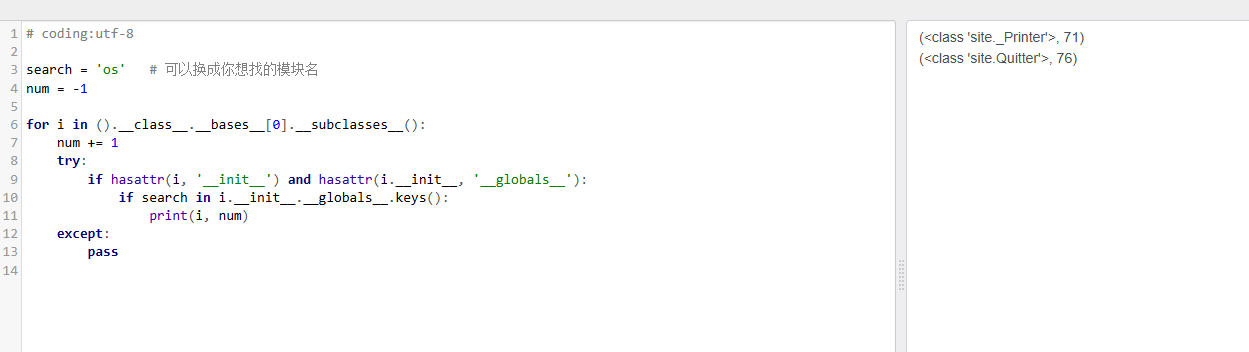 1 # coding:utf-8
2
3 search = 'os'   # 可以换成你想找的模块名
4 num = -1
5
6 for i in ().__class__.__bases__[0].__subclasses__():
7     num += 1
8     try:
9         if hasattr(i, '__init__') and hasattr(i.__init__, '__globals__'):
10             if search in i.__init__.__globals__.keys():
11                 print(i, num)
12     except:
13         pass
14
(<class 'site._Printer'>, 71)
(<class 'site.Quitter'>, 76)